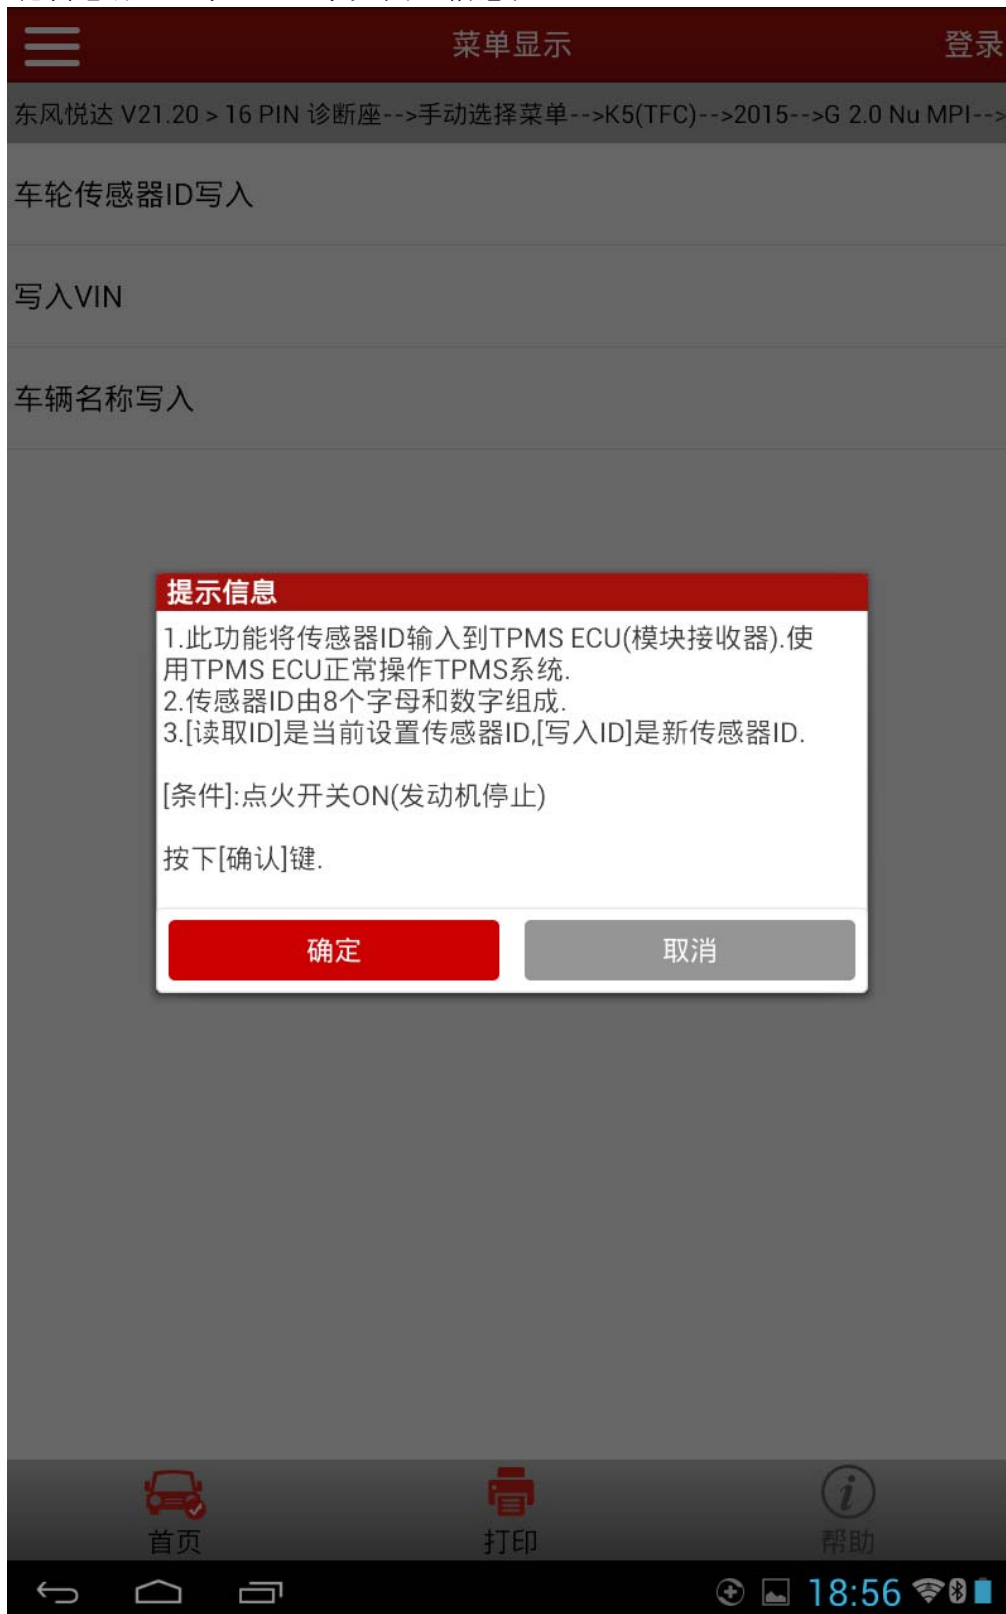 菜单显示
登录
东风悦达 V21.20 > 16 PIN 诊断座-->手动选择菜单-->K5(TFC)-->2015-->G 2.0 Nu MPI-->
车轮传感器ID写入
写入VIN
车辆名称写入
提示信息
1.此功能将传感器ID输入到TPMS ECU(模块接收器).使
用TPMS ECU正常操作TPMS系统.
2.传感器ID由8个字母和数字组成.
3.[读取ID]是当前设置传感器ID,[写入ID]是新传感器ID.
[条件]:点火开关ON(发动机停止)
按下[确认]键.
确定
取消
首页
打印
帮助
18:56